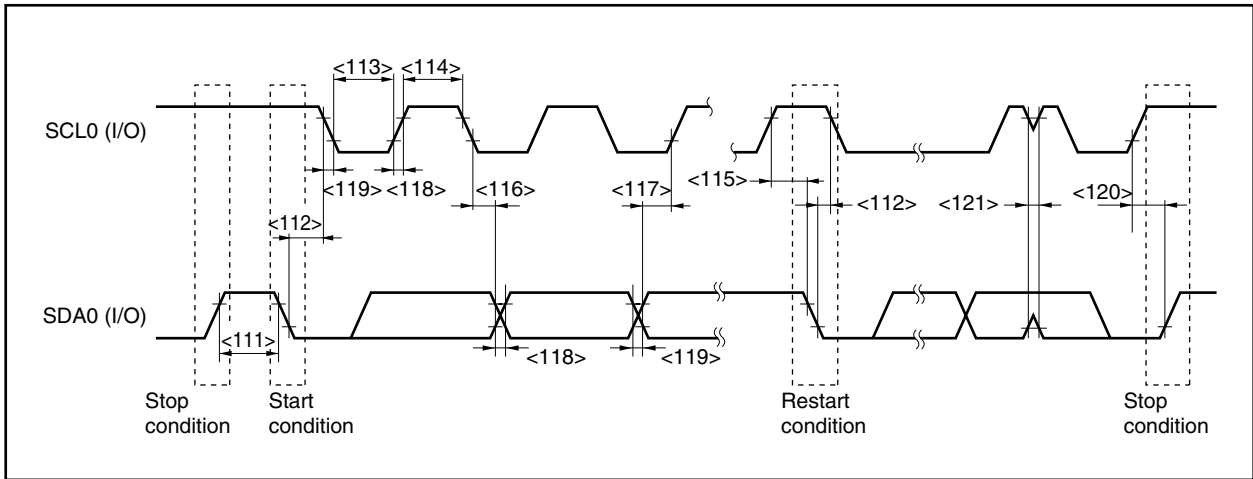 <113> <114>
SCL0 (I/O)
<119> <118> <116> <117> <115> <112> <121> <120>
<112>
SDA0 (I/O)
<111> <118> <119>
Stop
condition
Start
condition
Restart
condition
Stop
condition